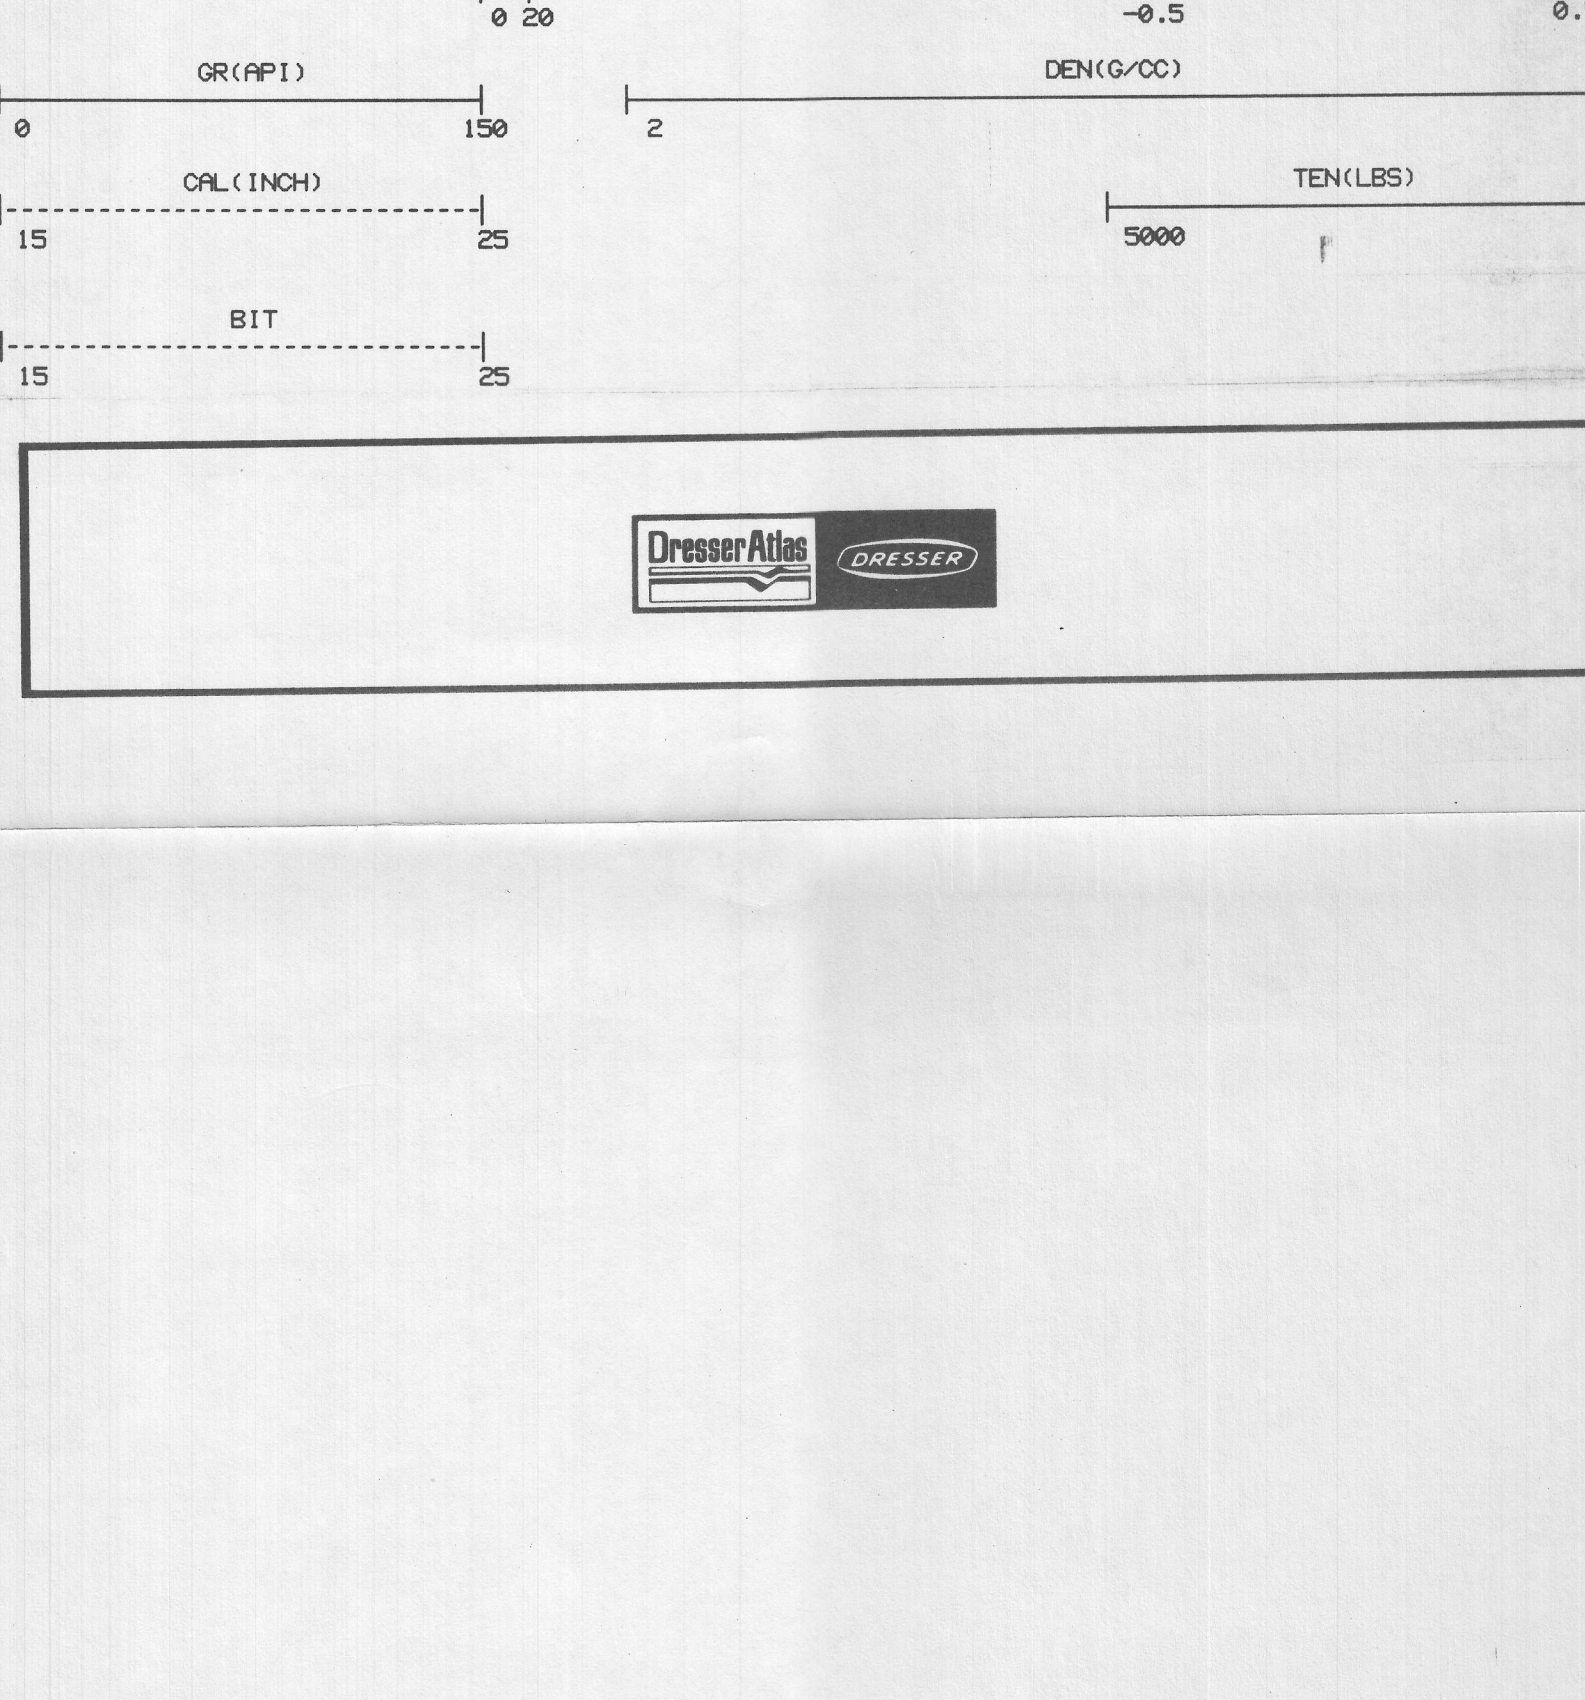 0 20 -0.5 0.
GR(API) DEN(G/CC)
0 150 2
CAL(INCH) TEN(LBS)
15 25 5000
BIT
15 25
DresserAtlas DRESSER